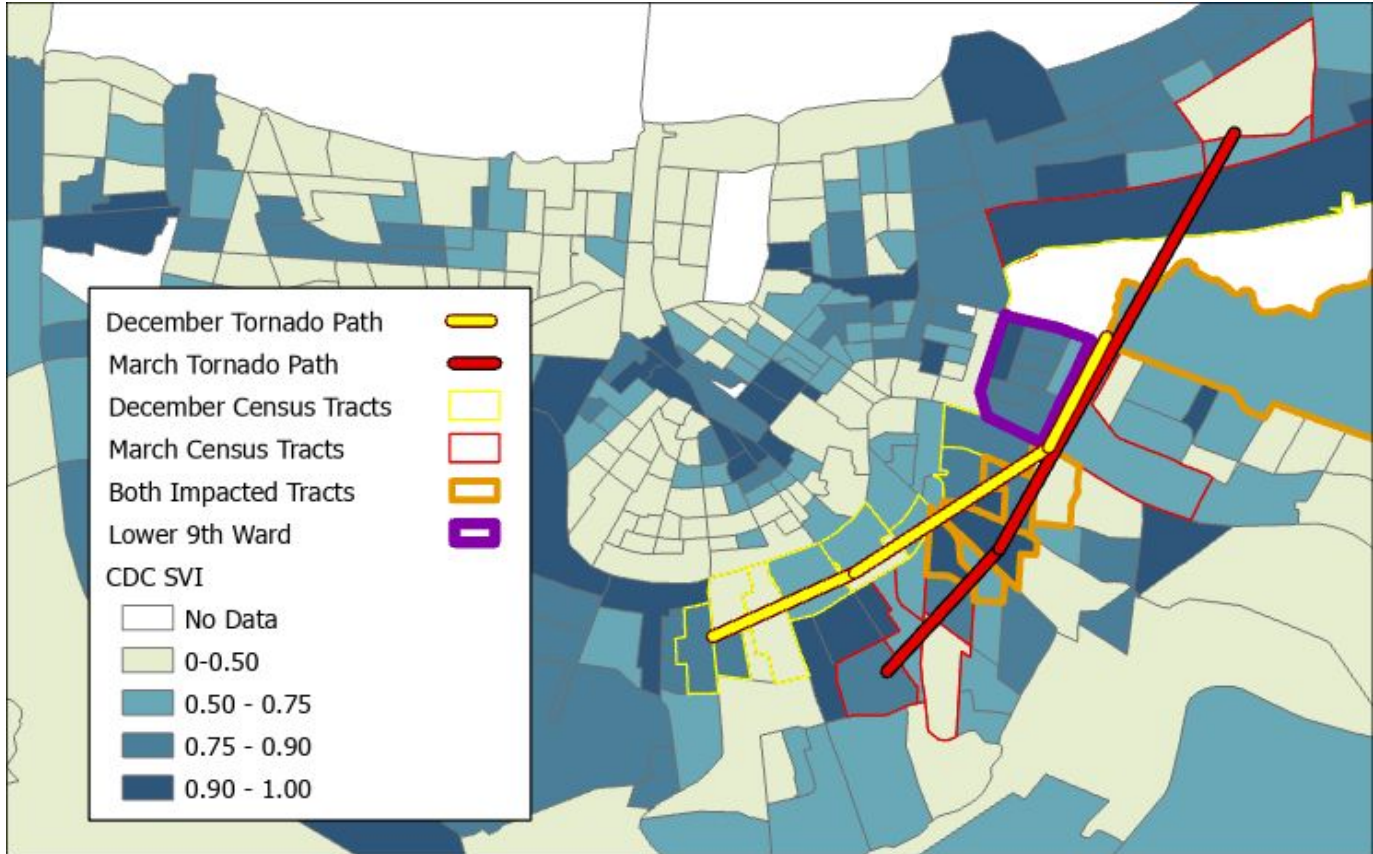 December Tornado Path
March Tornado Path
December Census Tracts
March Census Tracts
Both Impacted Tracts
Lower 9th Ward
CDC SVI
No Data
0-0.50
0.50 - 0.75
0.75 - 0.90
0.90 - 1.00